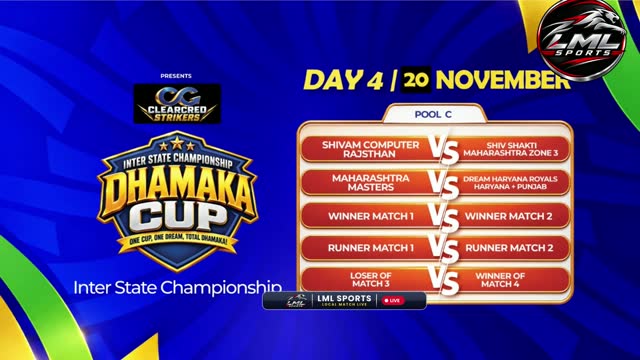 PRESENTS
CG
CLEARCRED
STRIKERS
INTER STATE CHAMPIONSHIP
DHAMAKA
CUP
ONE CUP, ONE DREAM, TOTAL DHAMAKA!
Inter State Championship
LML
SPORTS
DAY 4 | 20 NOVEMBER
POOL C
SHIVAM COMPUTER RAJSTHAN VS SHIV SHAKTI MAHARASHTRA ZONE 3
MAHARASHTRA MASTERS VS DREAM HARYANA ROYALS HARYANA + PUNJAB
WINNER MATCH 1 VS WINNER MATCH 2
RUNNER MATCH 1 VS RUNNER MATCH 2
LOSER OF MATCH 3 VS WINNER OF MATCH 4
LML
SPORTS
LML SPORTS
LOCAL MATCH LIVE
LIVE